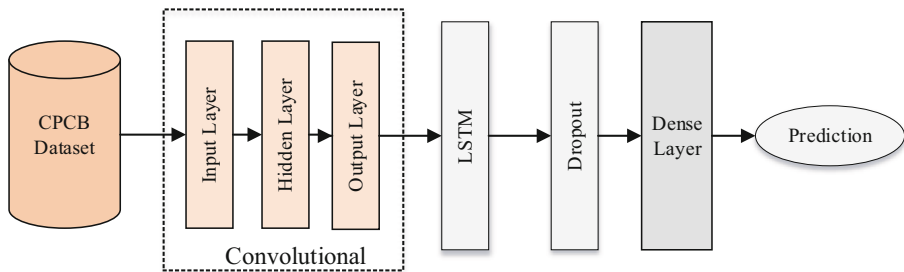 CPCB
Dataset
Input Layer
Hidden Layer
Output Layer
Convolutional
LSTM
Dropout
Dense
Layer
Prediction